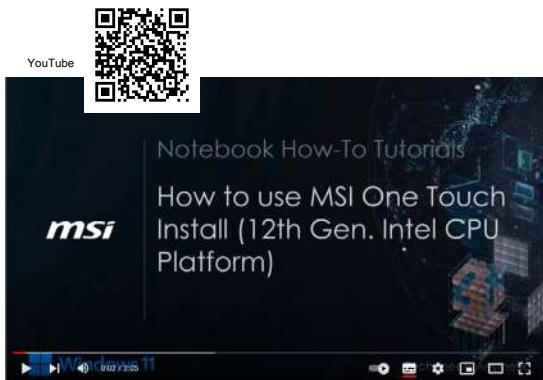 YouTube
Notebook How-To Tutorials
msi
How to use MSI One Touch
Install (12th Gen. Intel CPU
Platform)
Windows 11
0:02 / 2:05